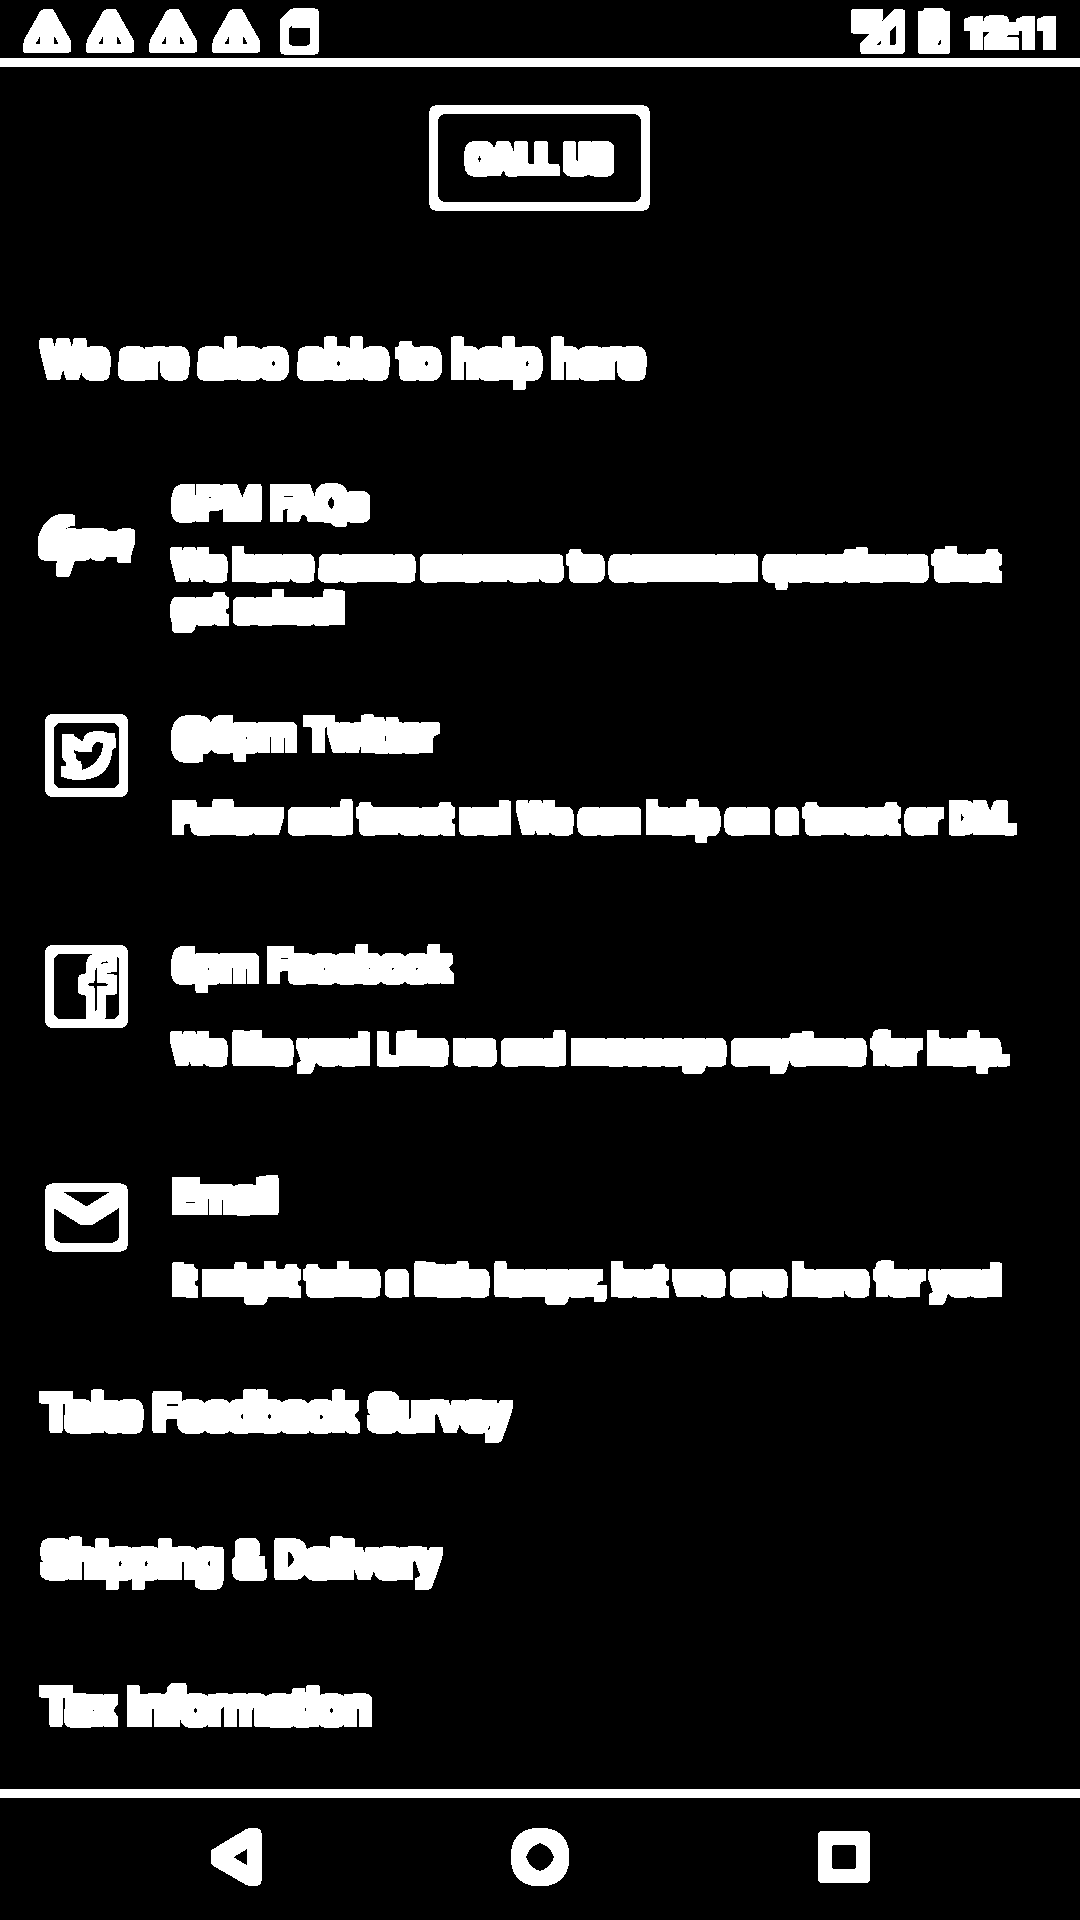 12:11
CALL US
We are also able to help here
6PM FAQs
6pm
We have some answers to common questions that
get asked!
@6pm Twitter
Follow and tweet us! We can help on a tweet or DM.
6pm Facebook
We like you! Like us and message anytime for help.
Email
It might take a little longer, but we are here for you!
Take Feedback Survey
Shipping & Delivery
Tax Information